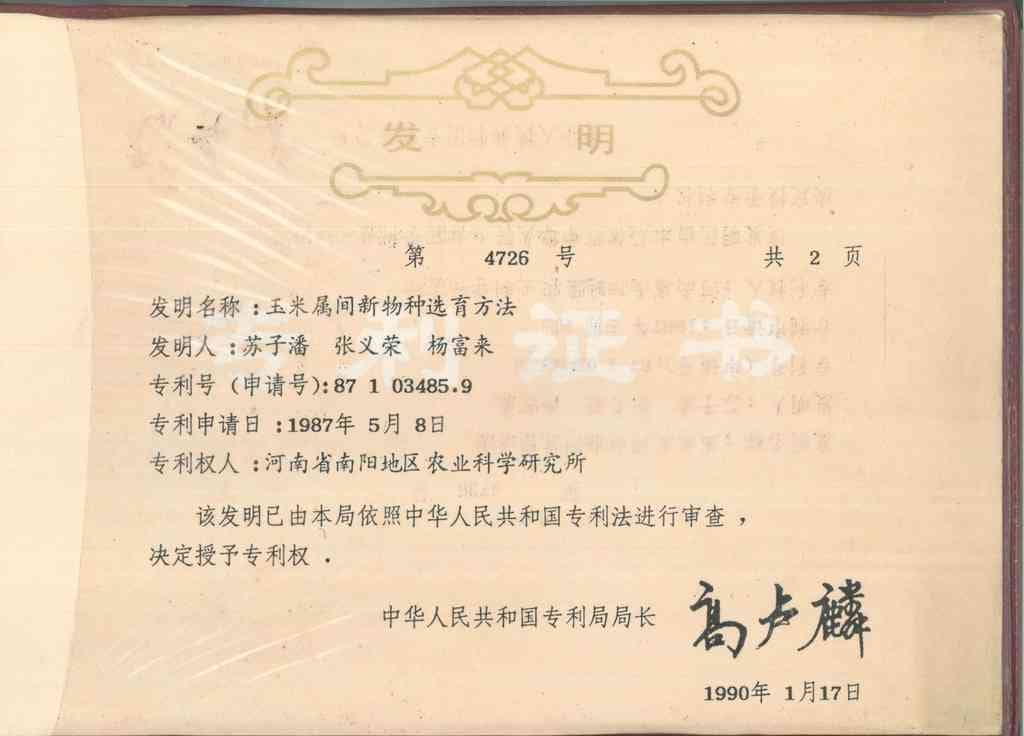 发 明
第 4726 号 共 2 页
发明名称：玉米属间新物种选育方法
发明人：苏子潘 张义荣 杨富来
专利号(申请号):87 1 03485.9
专利申请日：1987年 5月 8日
专利权人：河南省南阳地区农业科学研究所
该发明已由本局依照中华人民共和国专利法进行审查，
决定授予专利权．
中华人民共和国专利局局长 高卢麟
1990年 1月17日
专利证书